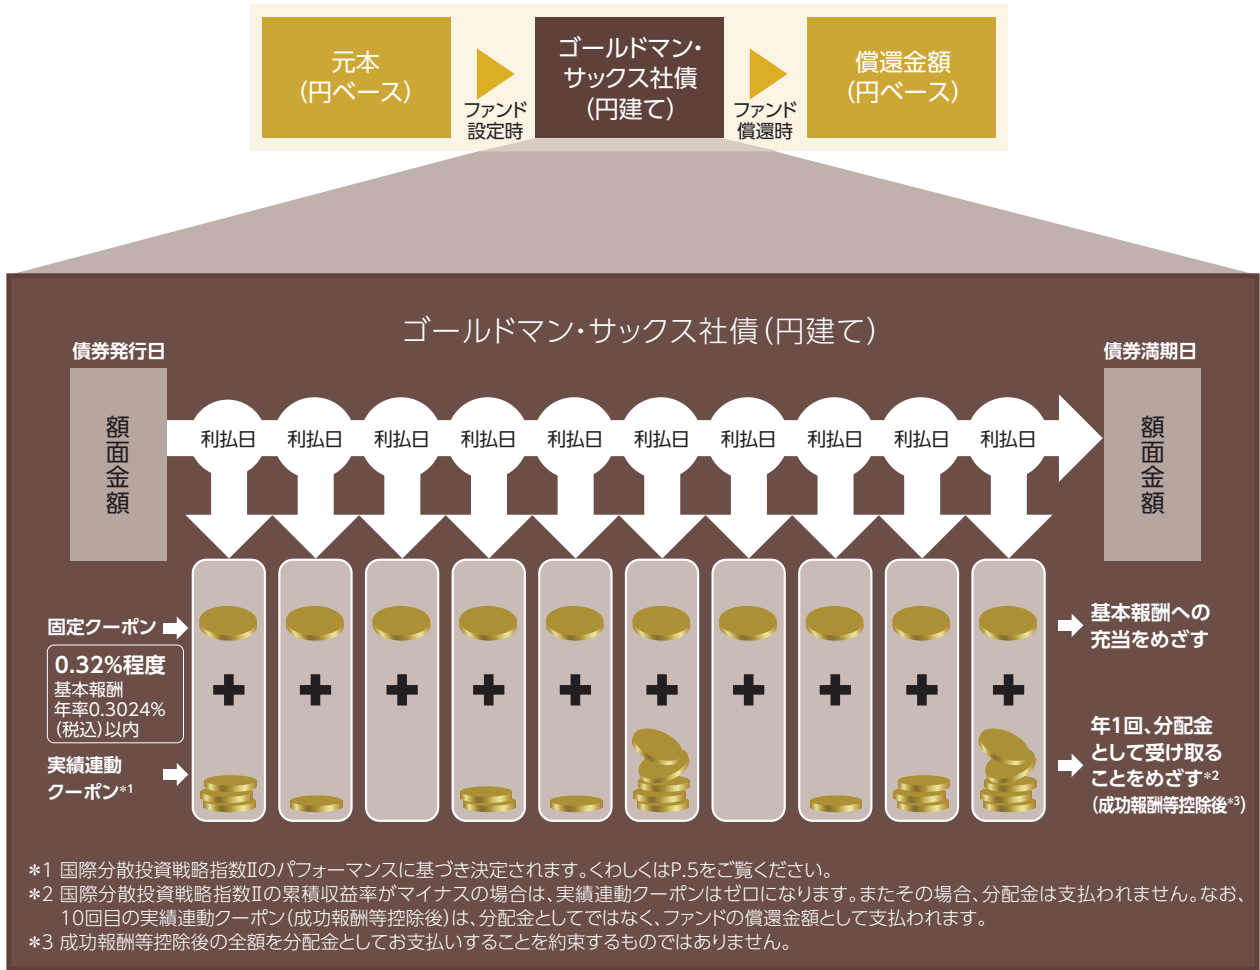 元本
(円ベース)
ファンド
設定時
ゴールドマン・
サックス社債
(円建て)
ファンド
償還時
償還金額
(円ベース)
ゴールドマン・サックス社債(円建て)
債券発行日
債券満期日
額面金額
利払日 利払日 利払日 利払日 利払日 利払日 利払日 利払日 利払日 利払日
額面金額
固定クーポン
0.32%程度
基本報酬
年率0.3024%
(税込)以内
実績連動
クーポン*1
基本報酬への
充当をめざす
年1回、分配金
として受け取る
ことをめざす*2
(成功報酬等控除後*3)
*1 国際分散投資戦略指数Ⅱのパフォーマンスに基づき決定されます。くわしくはP.5をご覧ください。
*2 国際分散投資戦略指数Ⅱの累積収益率がマイナスの場合は、実績連動クーポンはゼロになります。またその場合、分配金は支払われません。なお、
10回目の実績連動クーポン(成功報酬等控除後)は、分配金としてではなく、ファンドの償還金額として支払われます。
*3 成功報酬等控除後の全額を分配金としてお支払いすることを約束するものではありません。